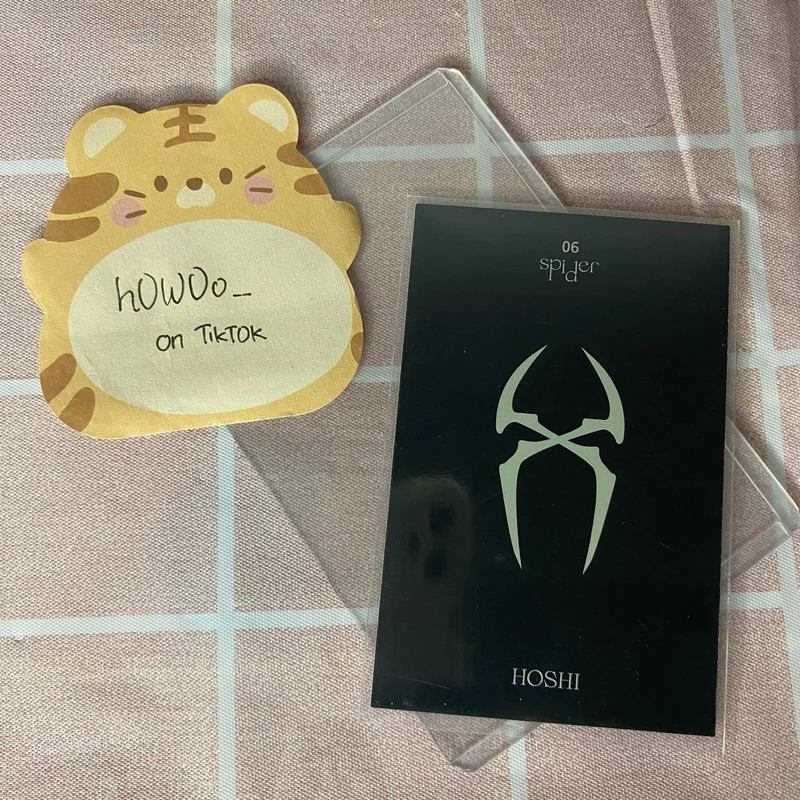 hOWOo_
on TikTOK
06
spider
HOSHI